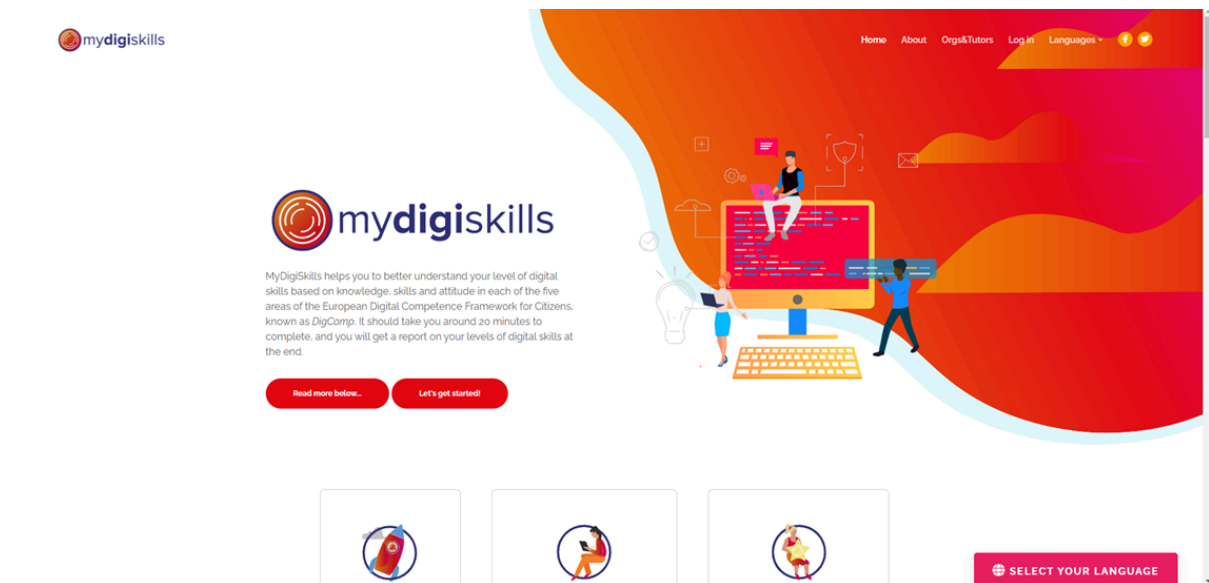 mydigiskills
Home About Orgs&Tutors Log in Languages
mydigiskills
MyDigiSkills helps you to better understand your level of digital
skills based on knowledge, skills and attitude in each of the five
areas of the European Digital Competence Framework for Citizens,
known as DigComp. It should take you around 20 minutes to
complete, and you will get a report on your levels of digital skills at
the end.
Read more below...
Let's get started!
SELECT YOUR LANGUAGE